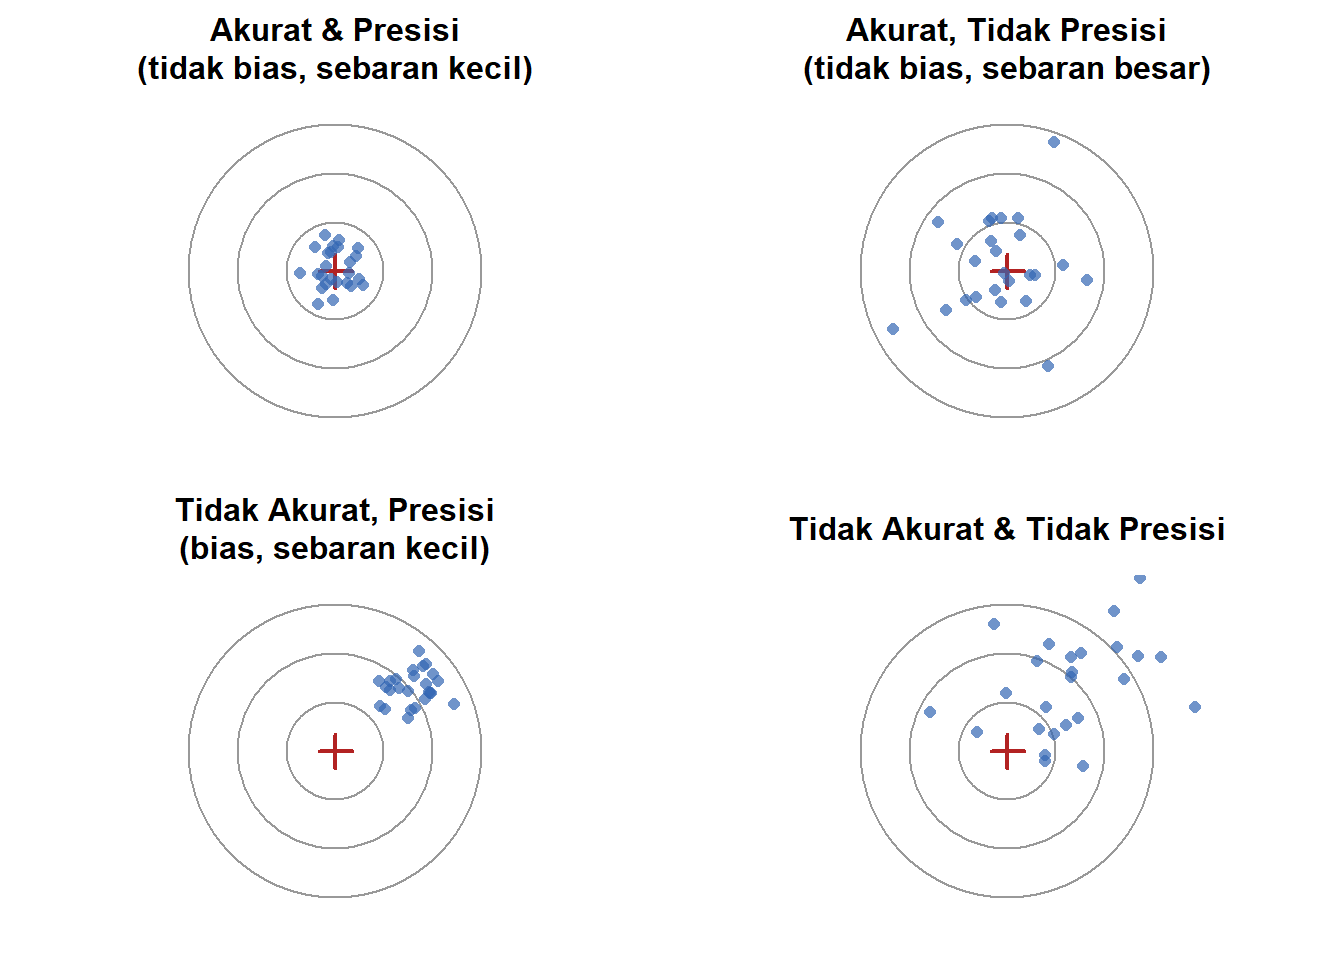 Akurat & Presisi
(tidak bias, sebaran kecil)
Akurat, Tidak Presisi
(tidak bias, sebaran besar)
Tidak Akurat, Presisi
(bias, sebaran kecil)
Tidak Akurat & Tidak Presisi